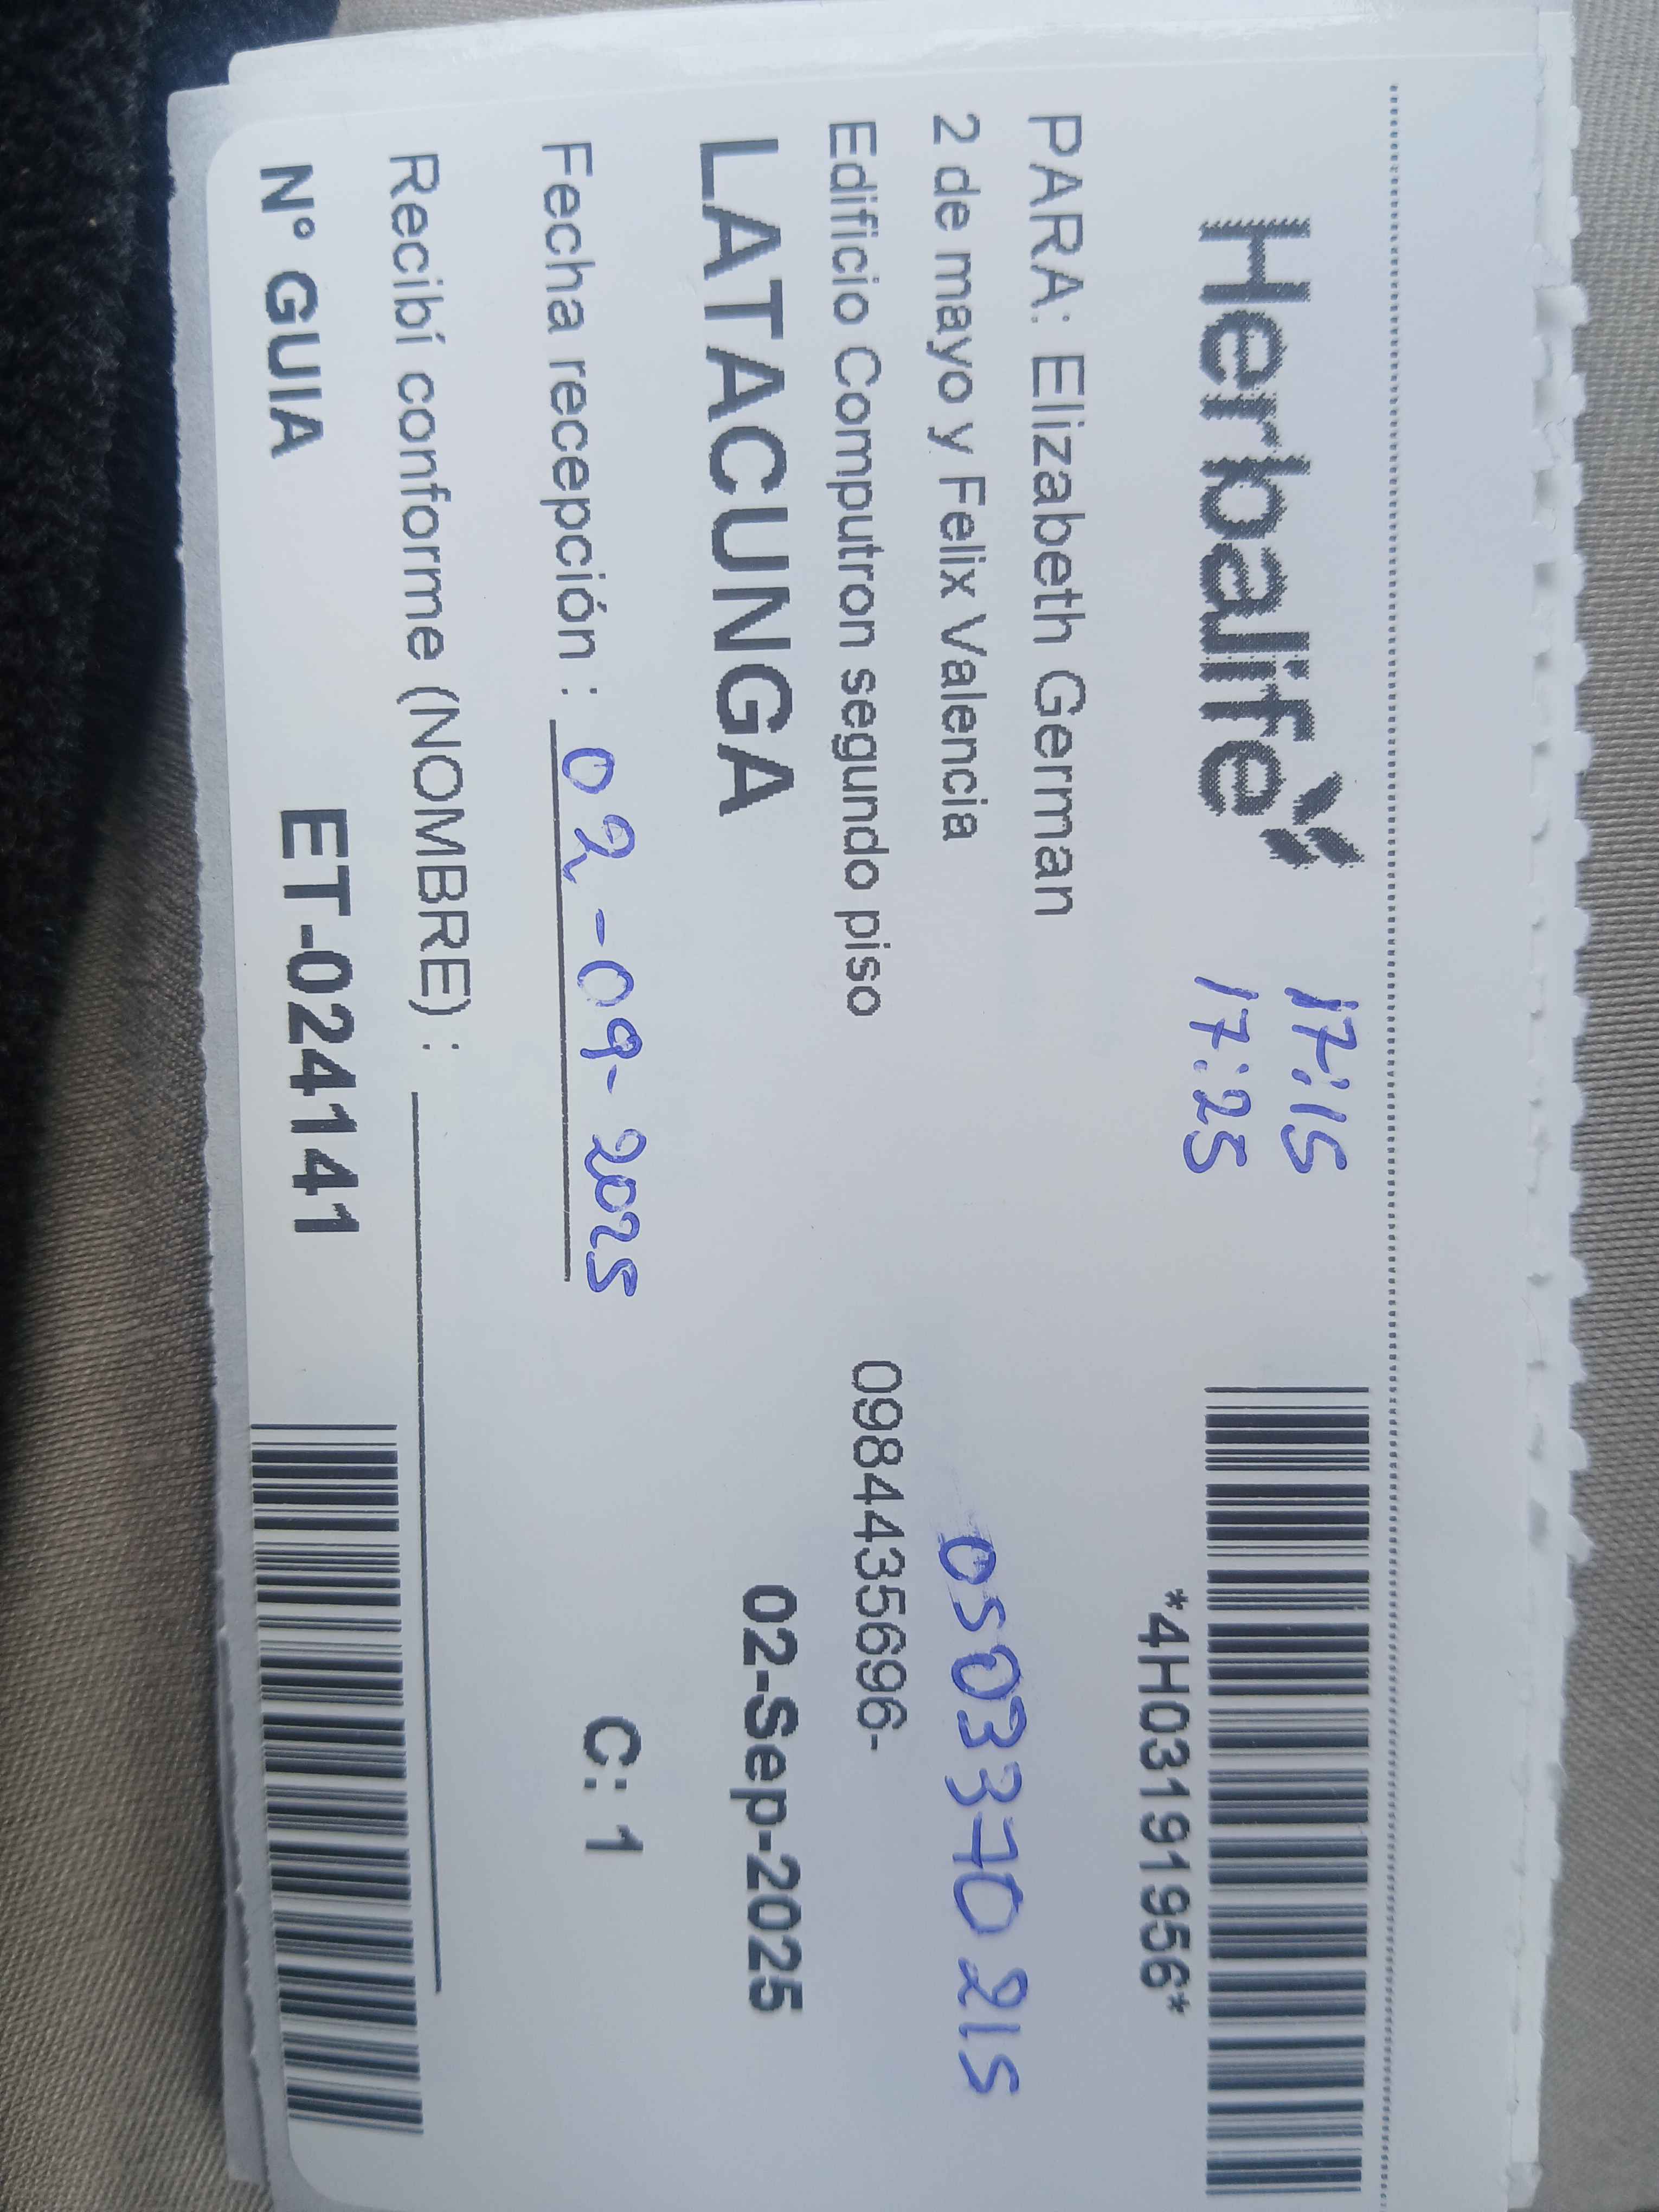 Herbalife
17:15
17:25
*4H03191956*
PARA: Elizabeth German
2 de mayo y Felix Valencia
0503370215
Edificio Computron segundo piso
0984435696-
LATACUNGA
02-Sep-2025
Fecha recepción : 02-09-2025
C: 1
Recibí conforme (NOMBRE) :
N° GUIA
ET-024141